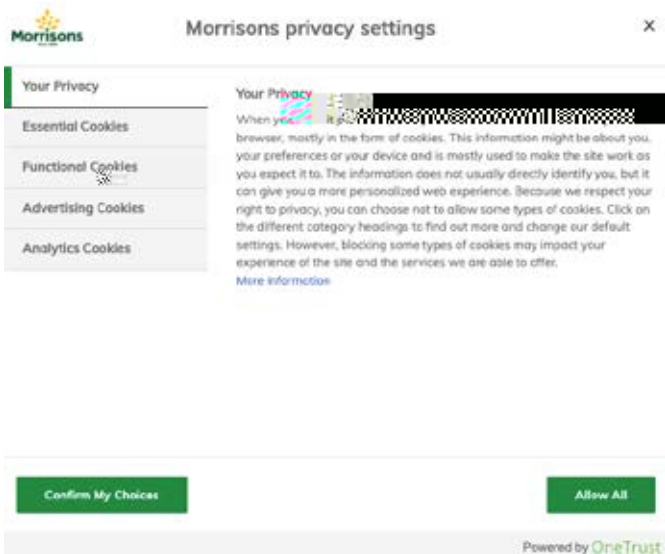 Morrisons
Morrisons privacy settings
×
Your Privacy
Essential Cookies
Functional Cookies
Advertising Cookies
Analytics Cookies
Your Privacy
When
browser, mostly in the form of cookies. This information might be about you,
your preferences or your device and is mostly used to make the site work as
you expect it to. The information does not usually directly identify you, but it
can give you a more personalized web experience. Because we respect your
right to privacy, you can choose not to allow some types of cookies. Click on
the different category headings to find out more and change our default
settings. However, blocking some types of cookies may impact your
experience of the site and the services we are able to offer.
More information
Confirm My Choices
Allow All
Powered by OneTrust